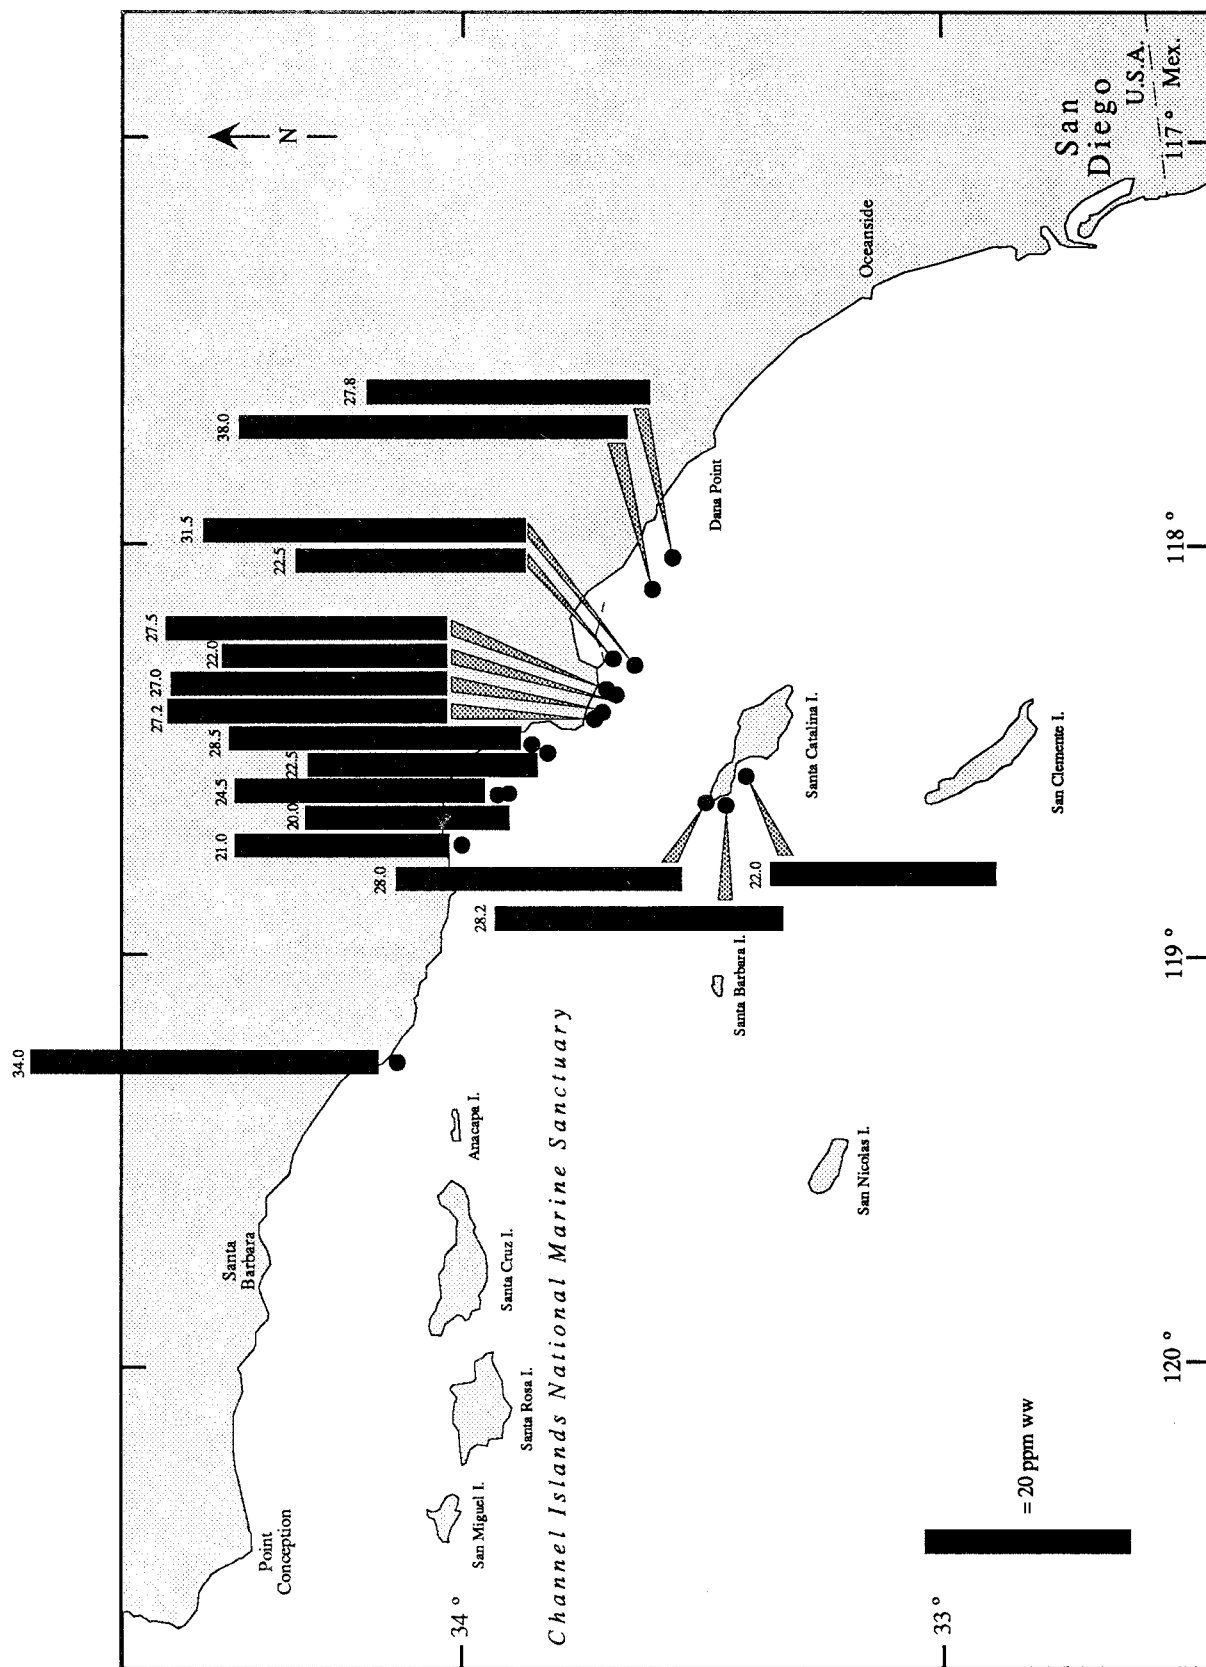 34.0
21.0
20.0
24.5
22.5
28.5
27.2
27.0
22.0
27.5
22.5
31.5
38.0
27.8
N
Point
Conception
Santa
Barbara
San Miguel I.
Santa Rosa I.
Santa Cruz I.
Anacapa I.
Channel Islands National Marine Sanctuary
28.2
28.0
22.0
Santa Barbara I.
Santa Catalina I.
San Nicolas I.
San Clemente I.
Dana Point
Oceanside
San
Diego
U.S.A.
Mex.
34 °
33 °
= 20 ppm ww
120 °
119 °
118 °
117 °